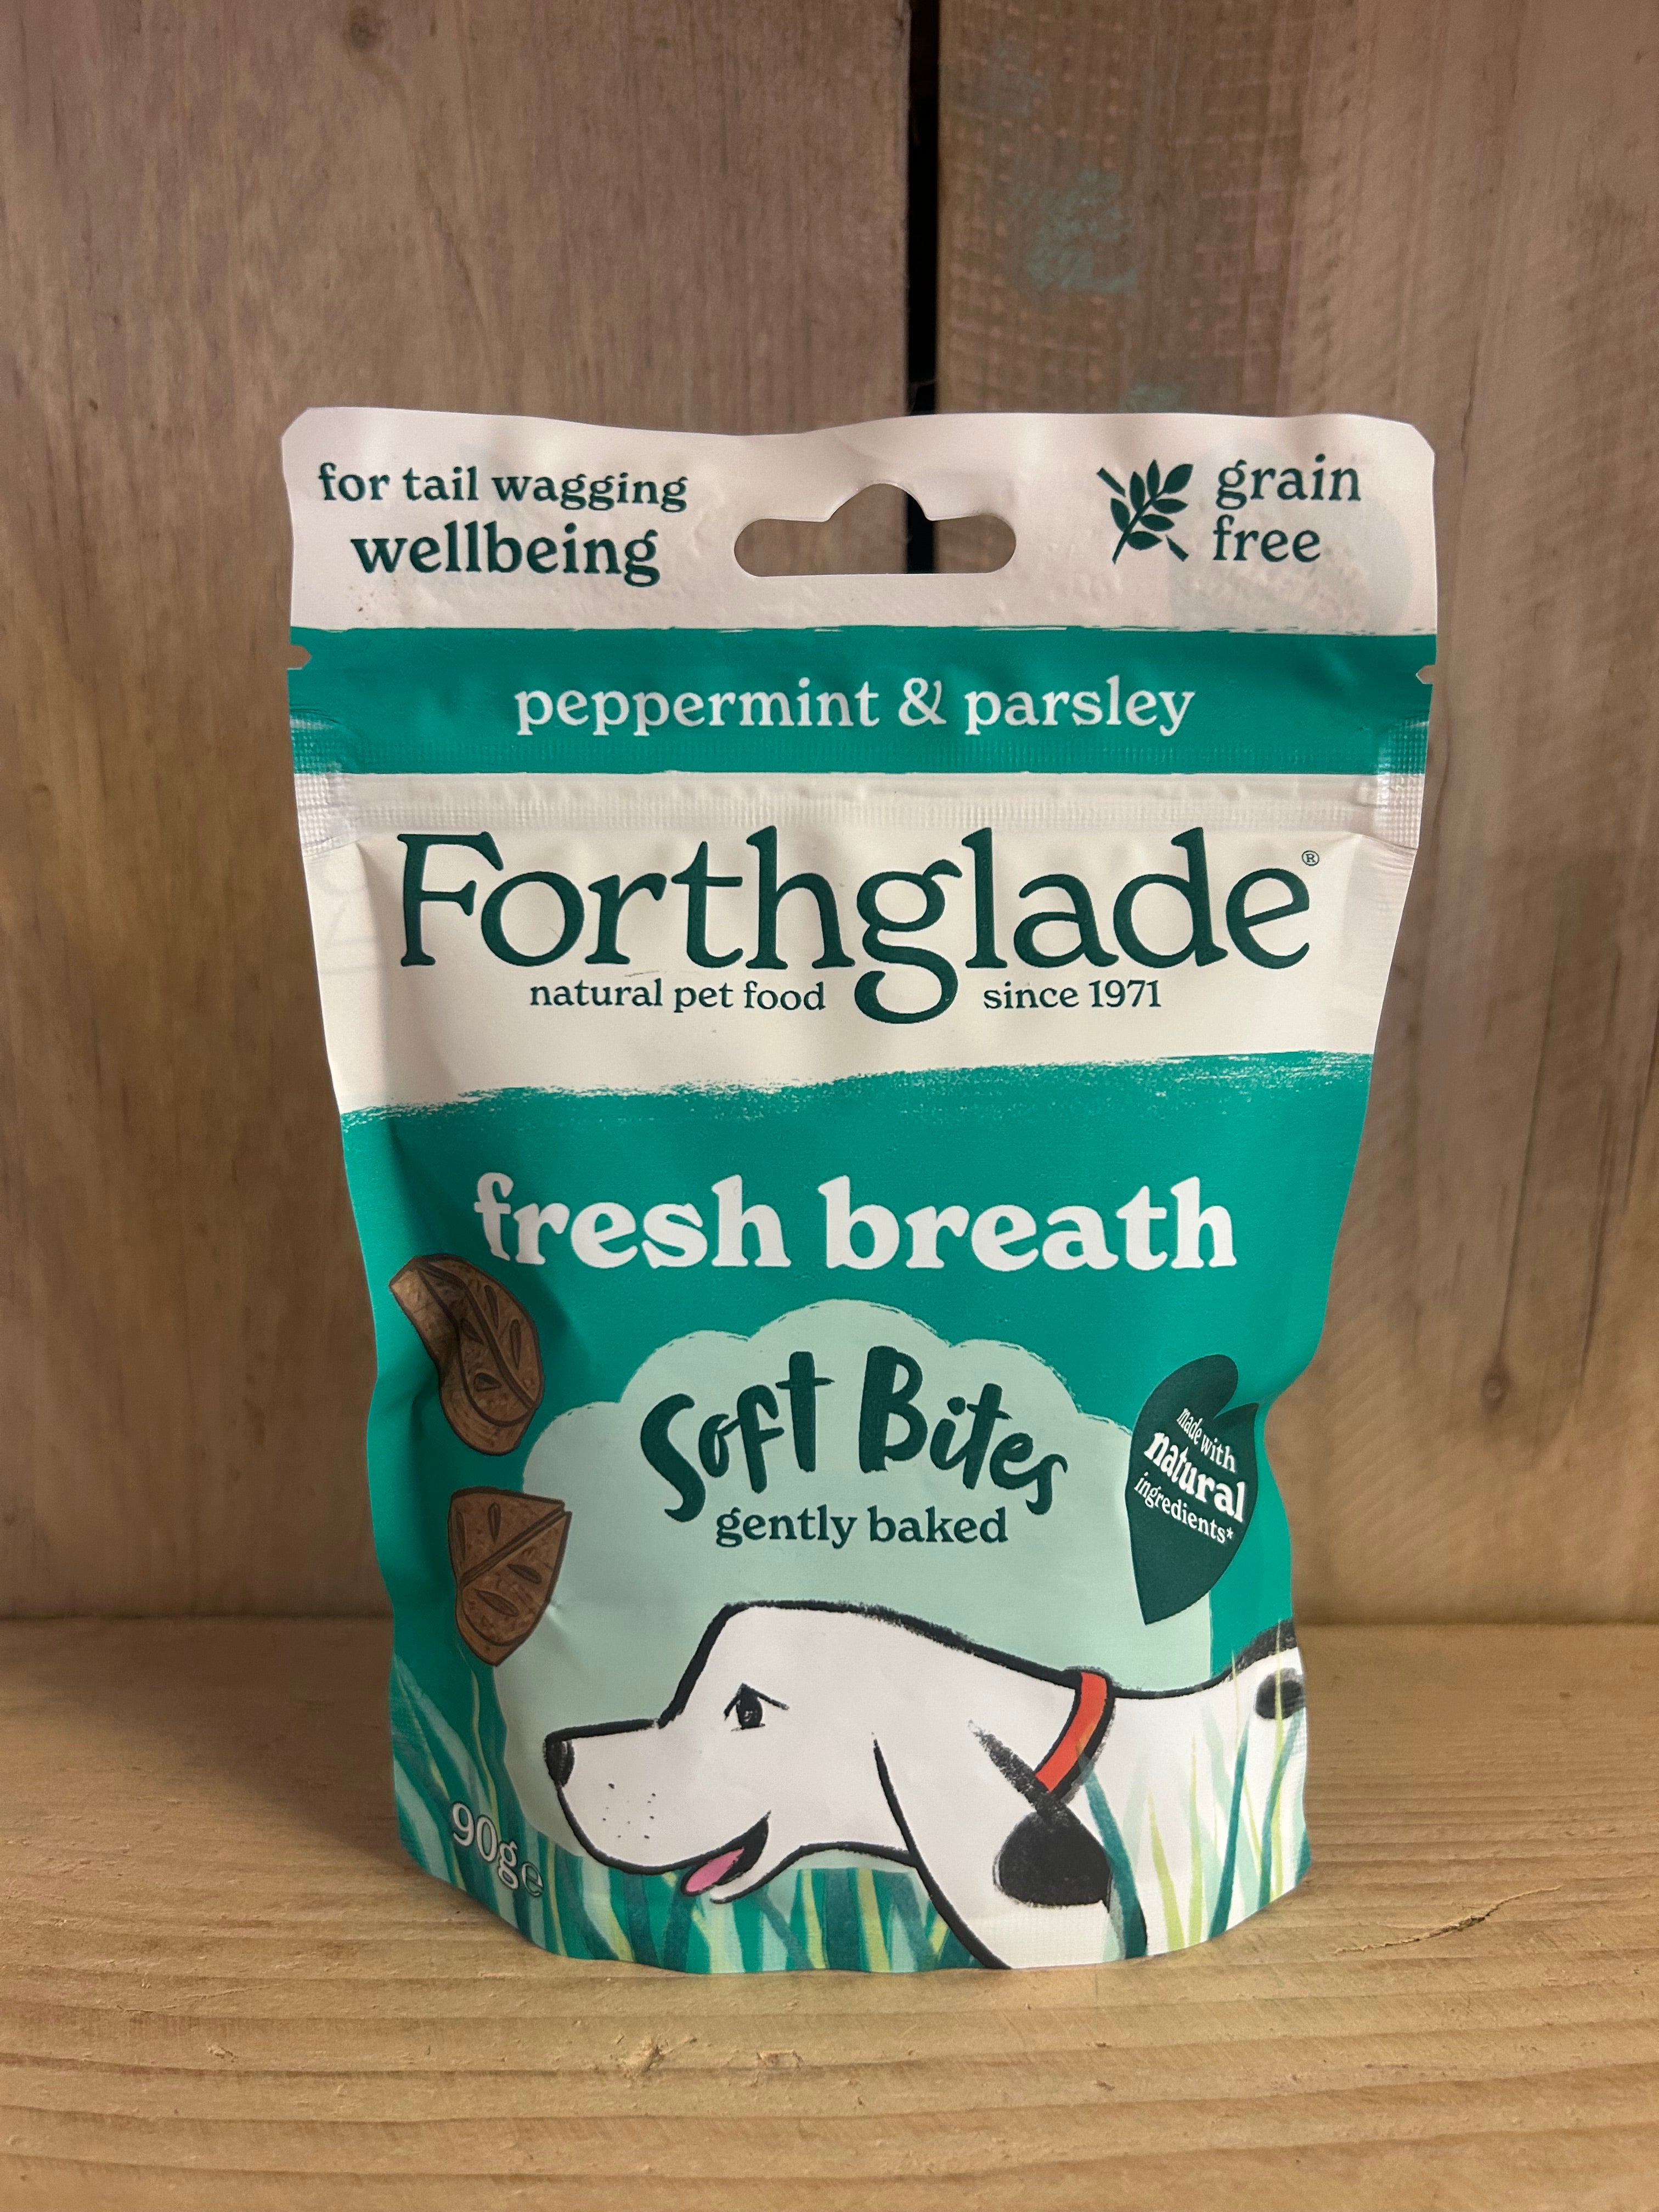 for tail wagging
wellbeing
grain
free
peppermint & parsley
Forthglade®
natural pet food since 1971
fresh breath
Soft Bites
gently baked
made with
natural
ingredients*
90g e